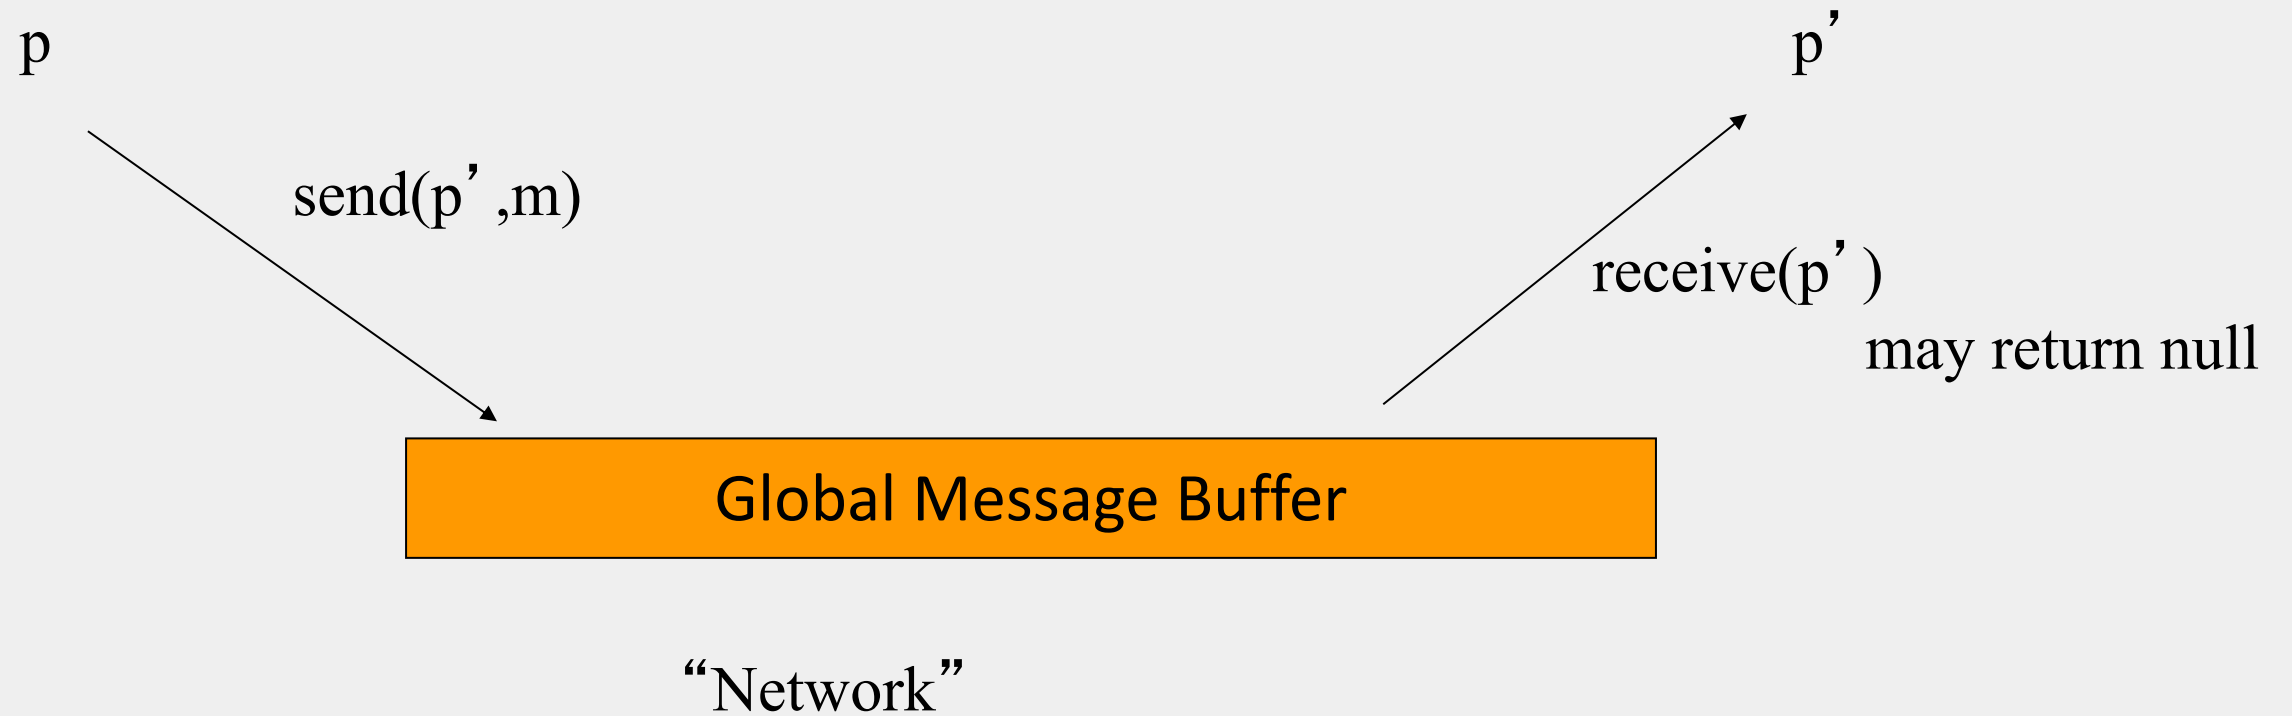 p
p’
send(p’,m)
receive(p’)
may return null
Global Message Buffer
“Network”